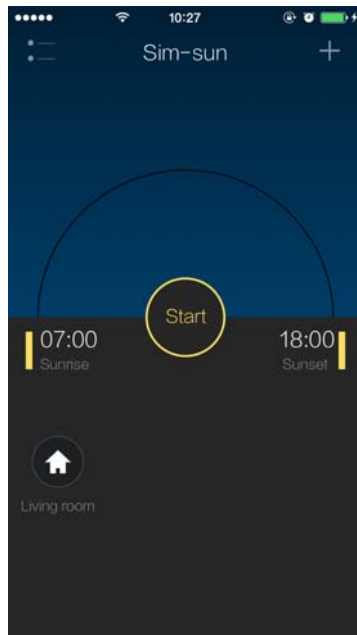 10:27
Sim-sun
Start
07:00
Sunrise
18:00
Sunset
Living room